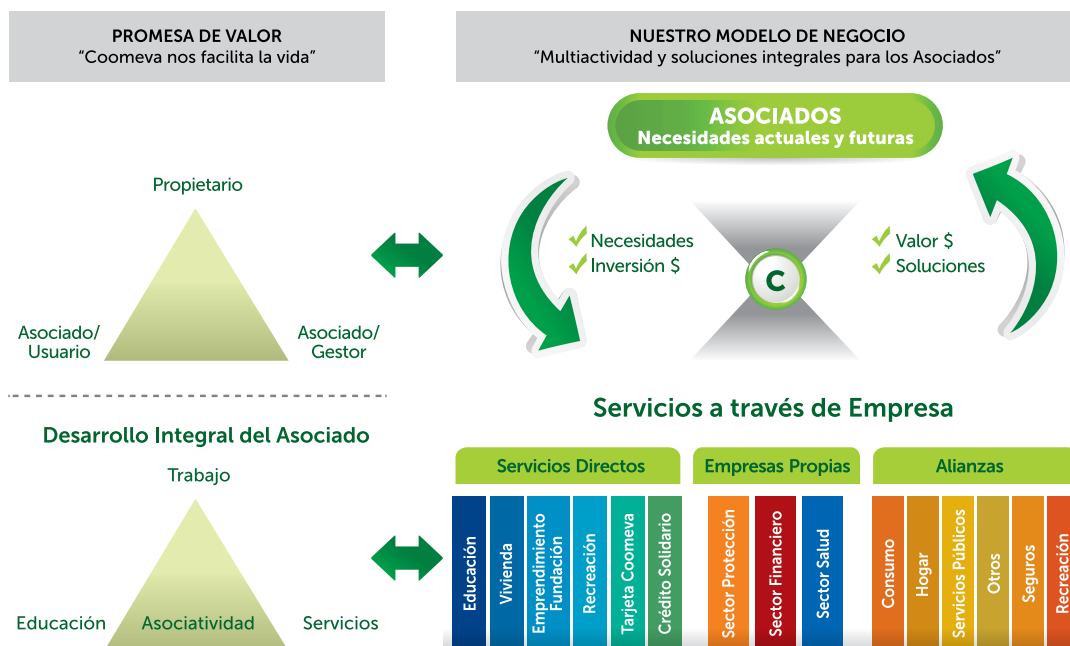 PROMESA DE VALOR
“Coomeva nos facilita la vida”
Propietario
Asociado/
Usuario
Asociado/
Gestor
Desarrollo Integral del Asociado
Trabajo
Educación
Asociatividad
Servicios
NUESTRO MODELO DE NEGOCIO
“Multiactividad y soluciones integrales para los Asociados”
ASOCIADOS
Necesidades actuales y futuras
Necesidades
Inversión $
C
Valor $
Soluciones
Servicios a través de Empresa
Servicios Directos
Educación
Vivienda
Emprendimiento
Fundación
Recreación
Tarjeta Coomeva
Crédito Solidario
Empresas Propias
Sector Protección
Sector Financiero
Sector Salud
Alianzas
Consumo
Hogar
Servicios Públicos
Otros
Seguros
Recreación